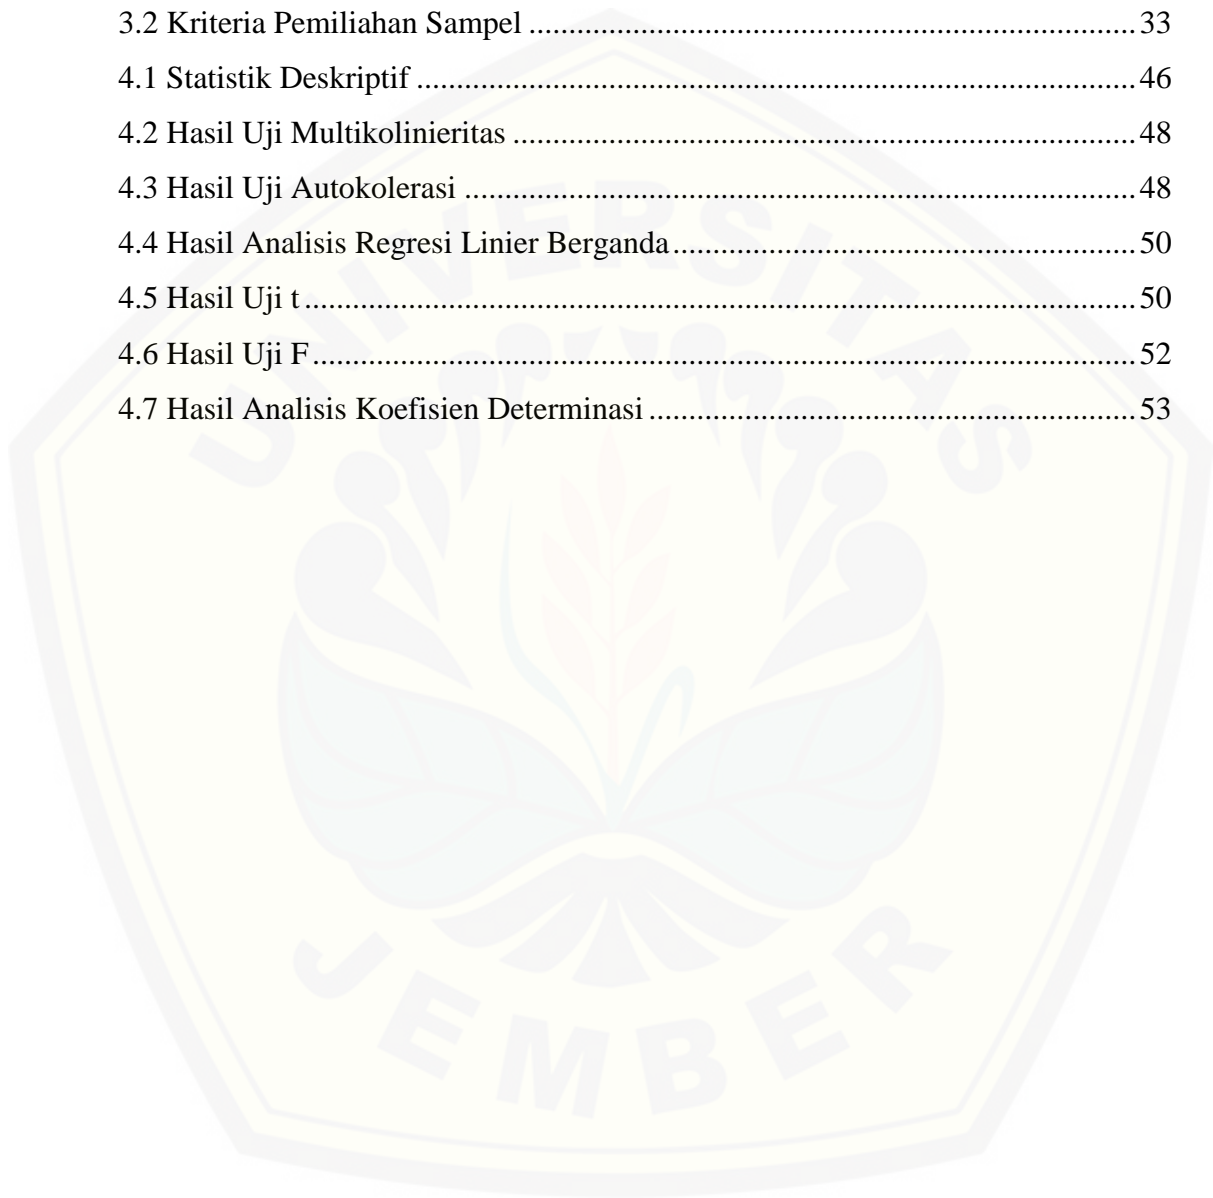 3.2 Kriteria Pemiliahan Sampel ........................................................................ 33
4.1 Statistik Deskriptif ...................................................................................... 46
4.2 Hasil Uji Multikolinieritas .......................................................................... 48
4.3 Hasil Uji Autokolerasi ................................................................................ 48
4.4 Hasil Analisis Regresi Linier Berganda ....................................................... 50
4.5 Hasil Uji t .................................................................................................... 50
4.6 Hasil Uji F ................................................................................................... 52
4.7 Hasil Analisis Koefisien Determinasi .......................................................... 53
UNIVERSITAS
JEMBER